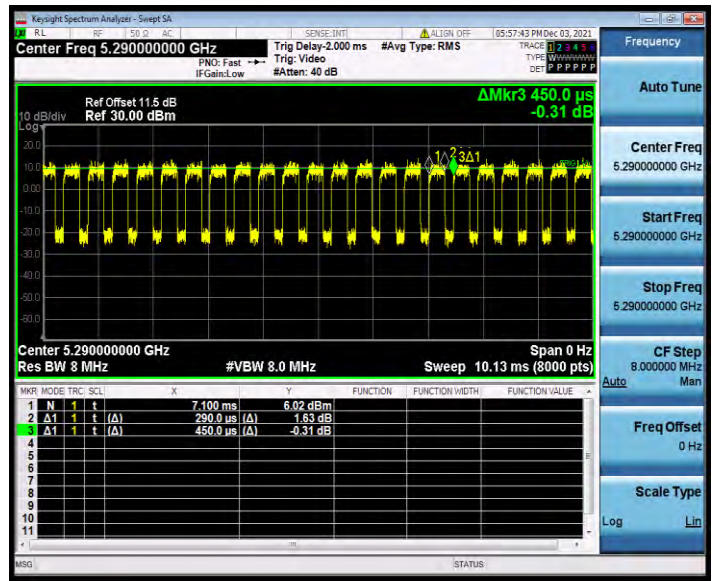 Keysight Spectrum Analyzer - Swept SA
LXI RL RF 50 Ω AC SENSE:INT ALIGN OFF 05:57:43 PM Dec 03, 2021
Center Freq 5.290000000 GHz
PNO: Fast
IFGain:Low
Trig Delay-2.000 ms
Trig: Video
#Atten: 40 dB
#Avg Type: RMS
TRACE 1 2 3 4 5 6
TYPE WWWWWW
DET P P P P P P
Ref Offset 11.5 dB
10 dB/div Ref 30.00 dBm
ΔMkr3 450.0 µs
-0.31 dB
Log
20.0
10.0
0.00
-10.0
-20.0
-30.0
-40.0
-50.0
-60.0
1 2 3Δ1
Center 5.290000000 GHz Span 0 Hz
Res BW 8 MHz #VBW 8.0 MHz Sweep 10.13 ms (8000 pts)
MKR MODE TRC SCL X Y FUNCTION FUNCTION WIDTH FUNCTION VALUE
1 N 1 t 7.100 ms 6.02 dBm
2 Δ1 1 t (Δ) 290.0 µs (Δ) 1.63 dB
3 Δ1 1 t (Δ) 450.0 µs (Δ) -0.31 dB
4
5
6
7
8
9
10
11
MSG STATUS
Frequency
Auto Tune
Center Freq
5.290000000 GHz
Start Freq
5.290000000 GHz
Stop Freq
5.290000000 GHz
CF Step
8.000000 MHz
Auto Man
Freq Offset
0 Hz
Scale Type
Log Lin